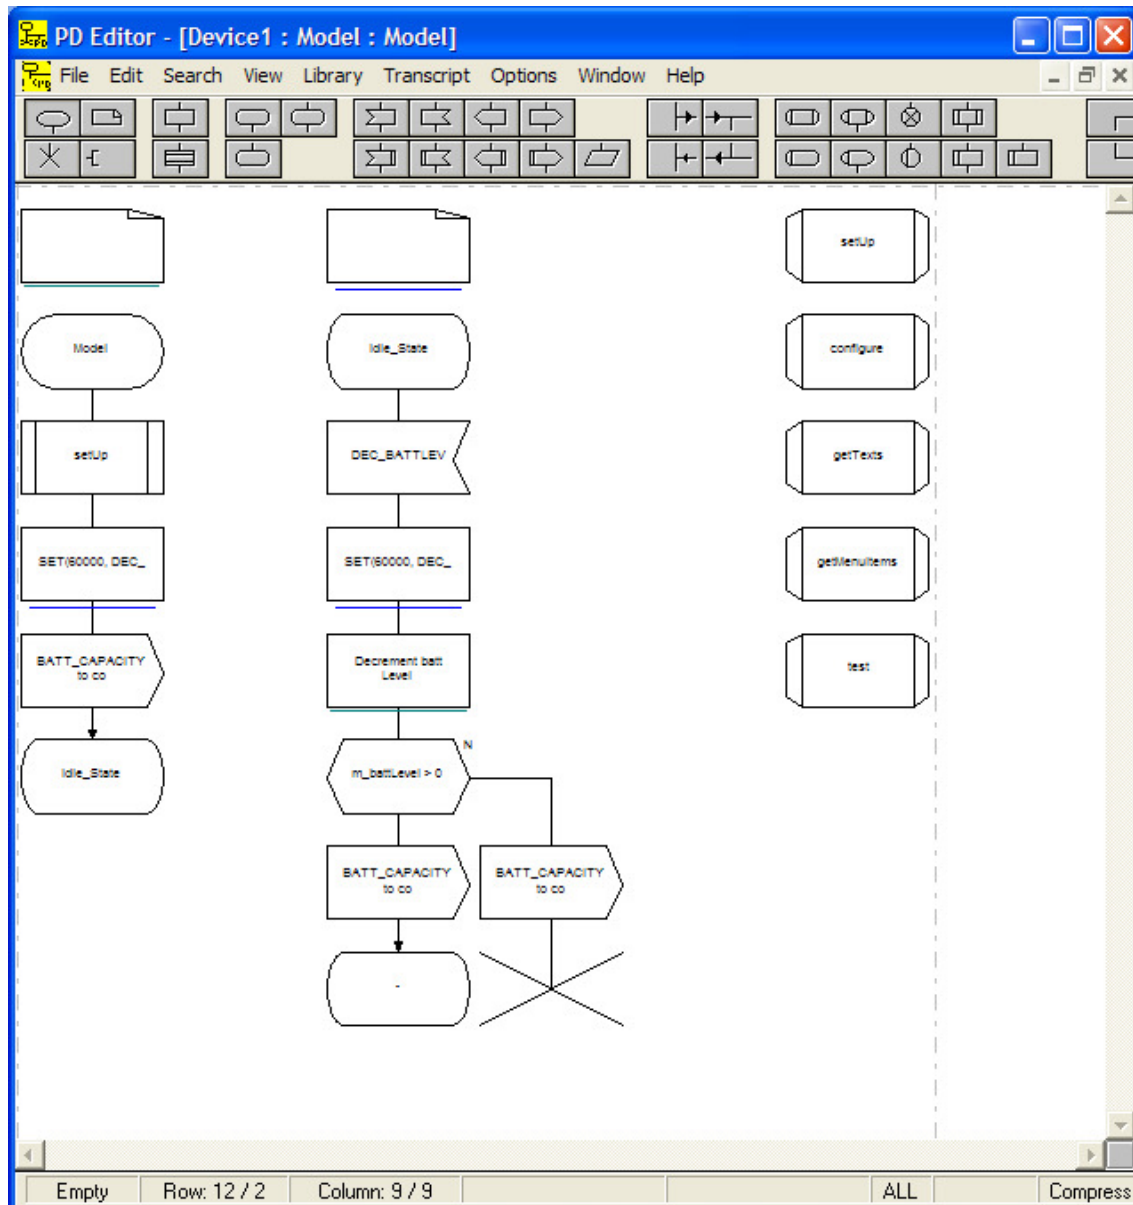 PD Editor - [Device1 : Model : Model]
File Edit Search View Library Transcript Options Window Help
setUp
Model
Idle_State
configure
setUp
DEC_BATTLEV
getTexts
SET(60000, DEC_
SET(60000, DEC_
getMenuItems
BATT_CAPACITY
to co
Decrement batt
Level
test
N
Idle_State
m_battLevel > 0
BATT_CAPACITY
to co
BATT_CAPACITY
to co
-
Empty Row: 12 / 2 Column: 9 / 9 ALL Compress